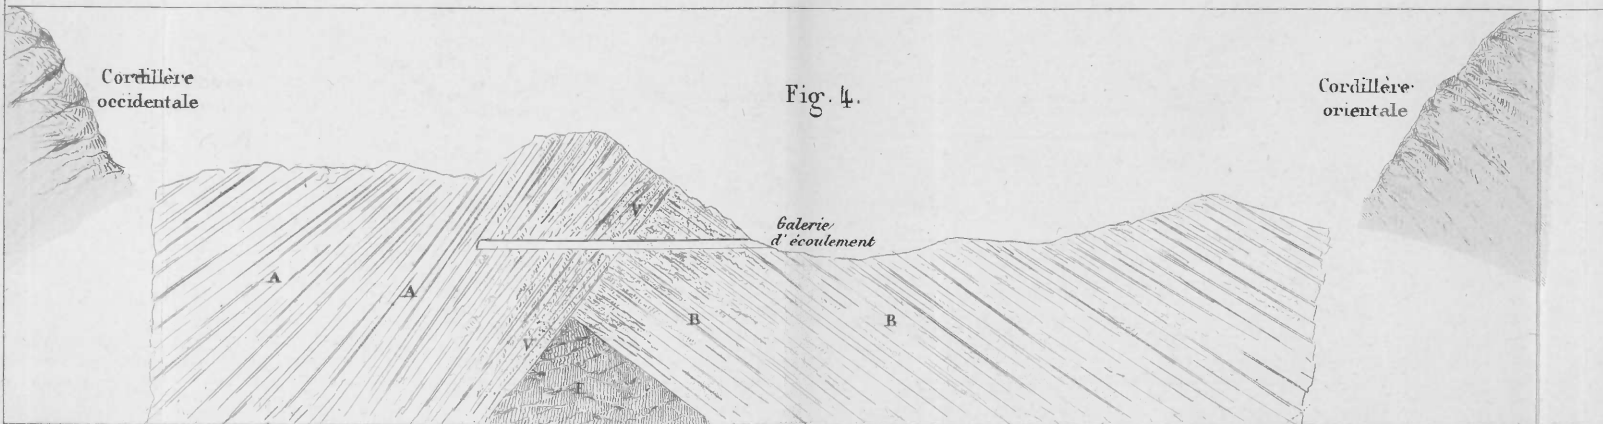 Cordillère
occidentale
Fig. 4.
Cordillère
orientale
V
Galerie
d'écoulement
A
A
B
B
V
I